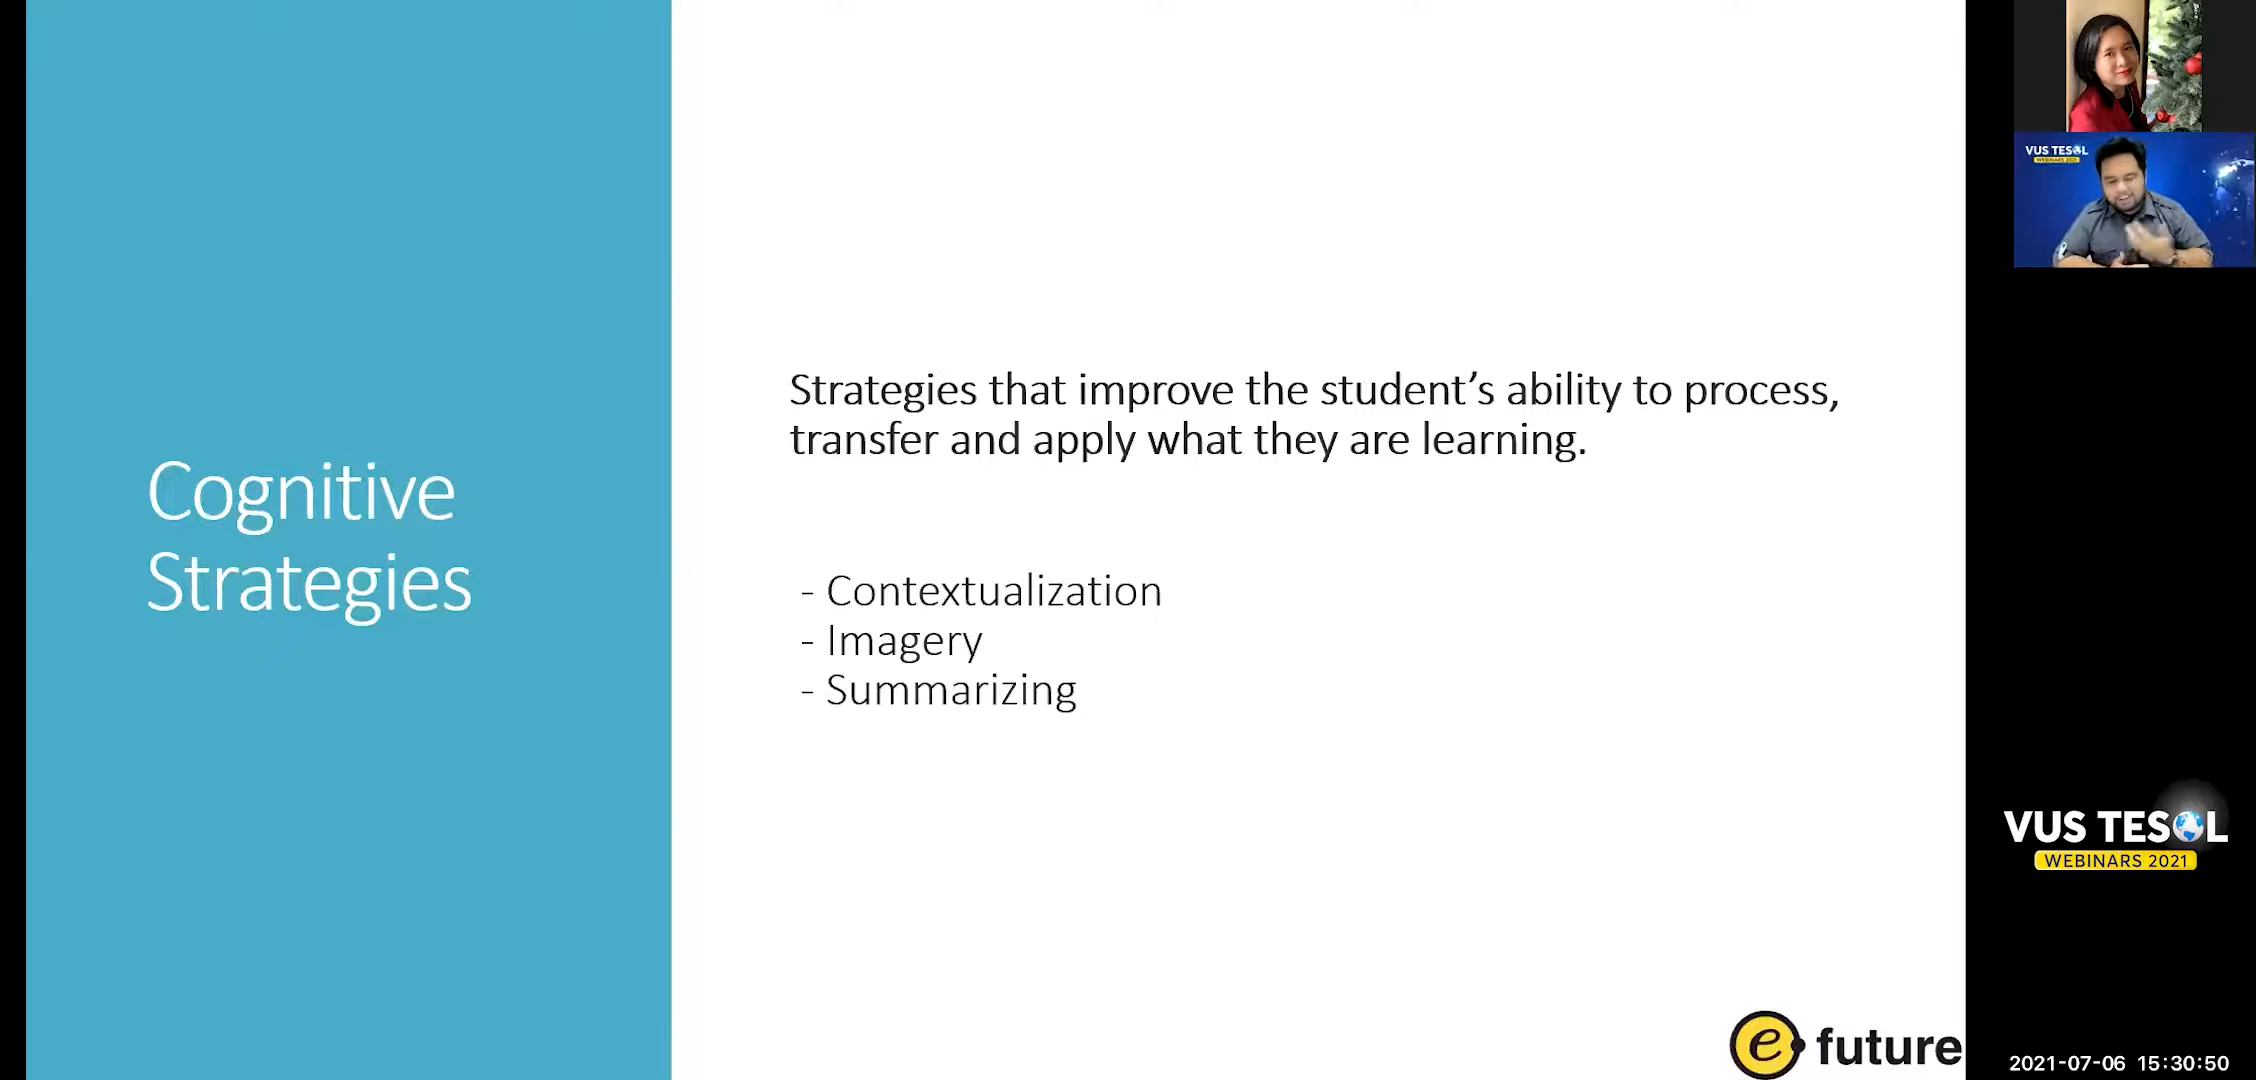 Cognitive
Strategies
Strategies that improve the student’s ability to process,
transfer and apply what they are learning.
- Contextualization
- Imagery
- Summarizing
e future
VUS TESOL
WEBINARS 2021
VUS TESOL
WEBINARS 2021
2021-07-06 15:30:50